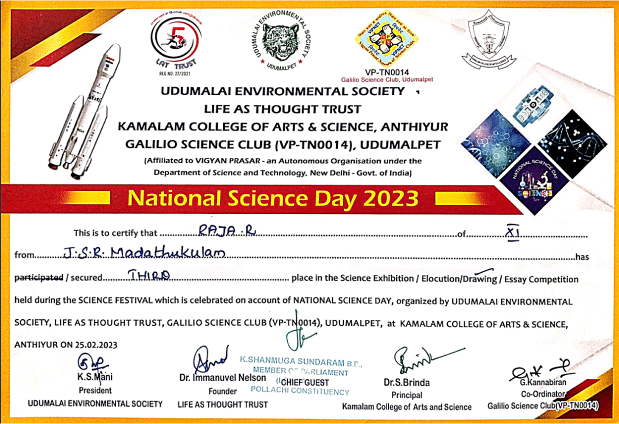 LAT TRUST
REG NO: 27/2021
UDUMALAI ENVIRONMENTAL SOCIETY
UDUMALPET
VP-TN0014
Galilio Science Club, Udumalpet
UDUMALAI ENVIRONMENTAL SOCIETY
LIFE AS THOUGHT TRUST
KAMALAM COLLEGE OF ARTS & SCIENCE, ANTHIYUR
GALILIO SCIENCE CLUB (VP-TN0014), UDUMALPET
(Affiliated to VIGYAN PRASAR - an Autonomous Organisation under the
Department of Science and Technology, New Delhi - Govt. of India)
NATIONAL SCIENCE DAY
SCIENCE
National Science Day 2023
This is to certify that RAJA.R of XI
from J.S.R. Madathukulam has
participated / secured THIRD place in the Science Exhibition / Elocution/Drawing / Essay Competition
held during the SCIENCE FESTIVAL which is celebrated on account of NATIONAL SCIENCE DAY, organized by UDUMALAI ENVIRONMENTAL
SOCIETY, LIFE AS THOUGHT TRUST, GALILIO SCIENCE CLUB (VP-TN0014), UDUMALPET, at KAMALAM COLLEGE OF ARTS & SCIENCE,
ANTHIYUR ON 25.02.2023
K.S.Mani
President
UDUMALAI ENVIRONMENTAL SOCIETY
Dr. Immanuvel Nelson
Founder
LIFE AS THOUGHT TRUST
K.SHANMUGA SUNDARAM B.E.,
MEMBER OF PARLIAMENT
CHIEF GUEST
POLLACHI CONSTITUENCY
Dr.S.Brinda
Principal
Kamalam College of Arts and Science
G.Kannabiran
Co-Ordinator
Galilio Science Club(VP-TN0014)